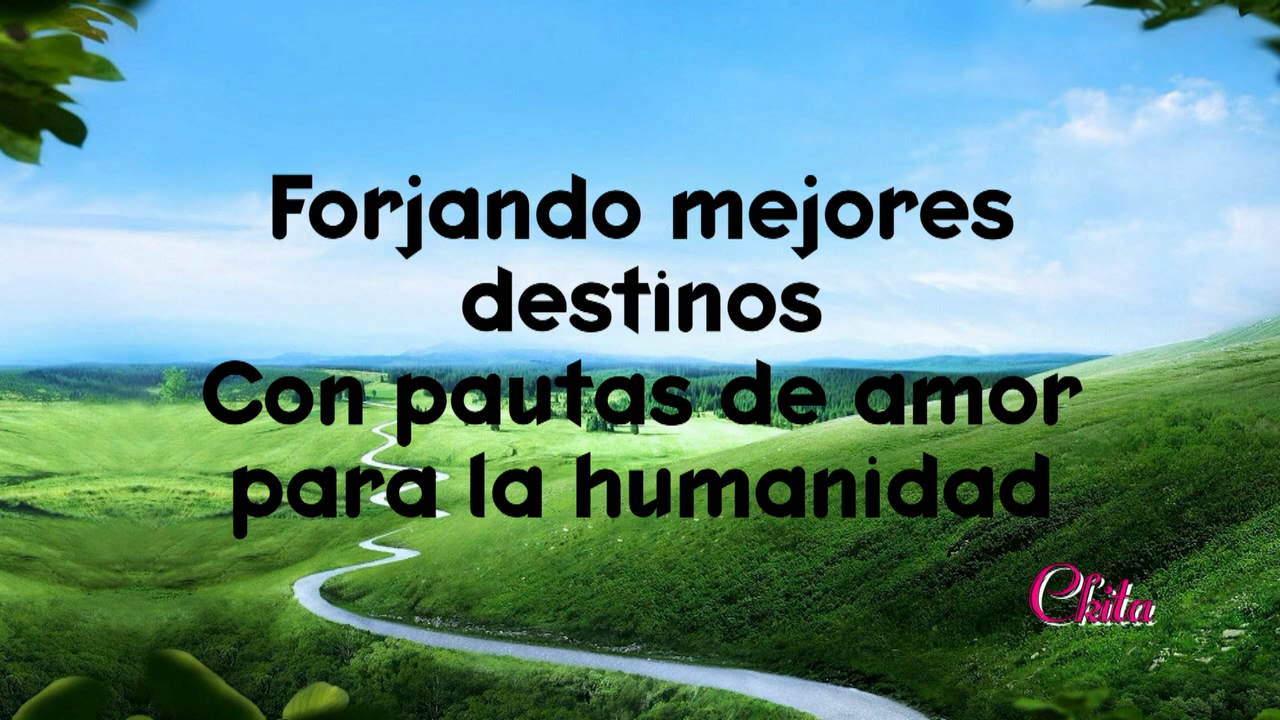 Forjando mejores
destinos
Con pautas de amor
para la humanidad
Ckita